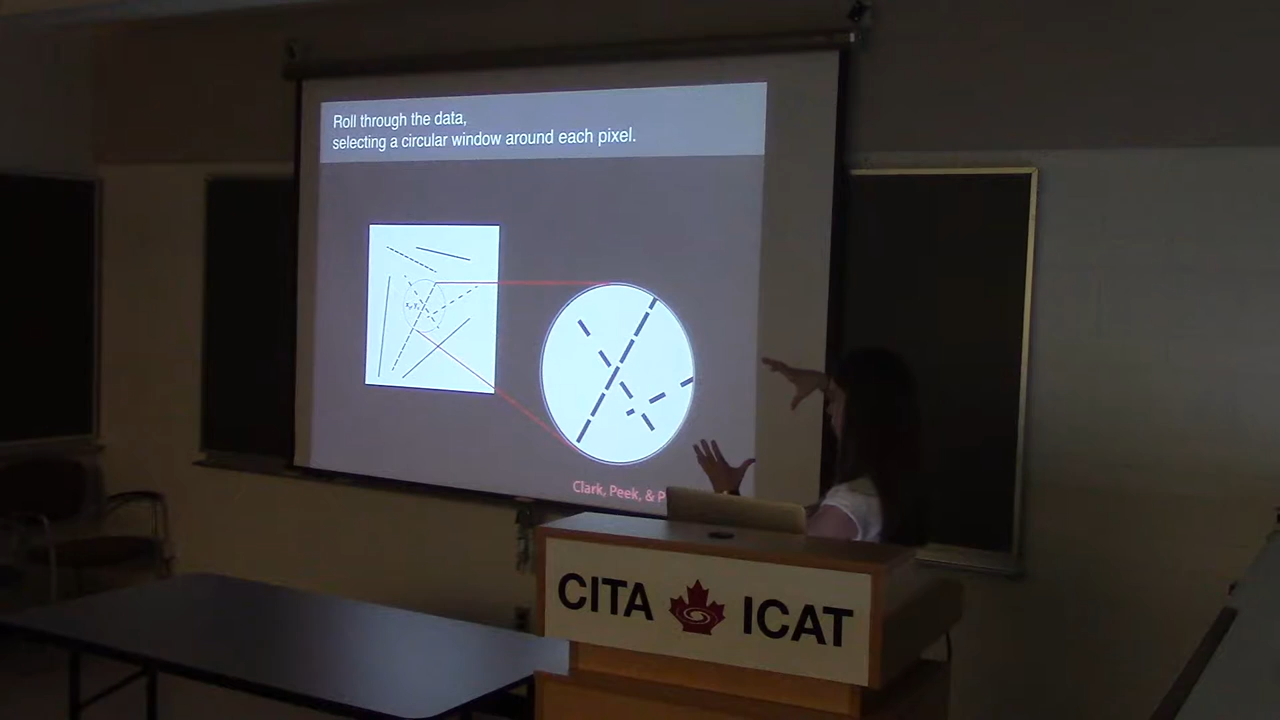 Roll through the data,
selecting a circular window around each pixel.
Clark, Peek, & P
CITA ICAT